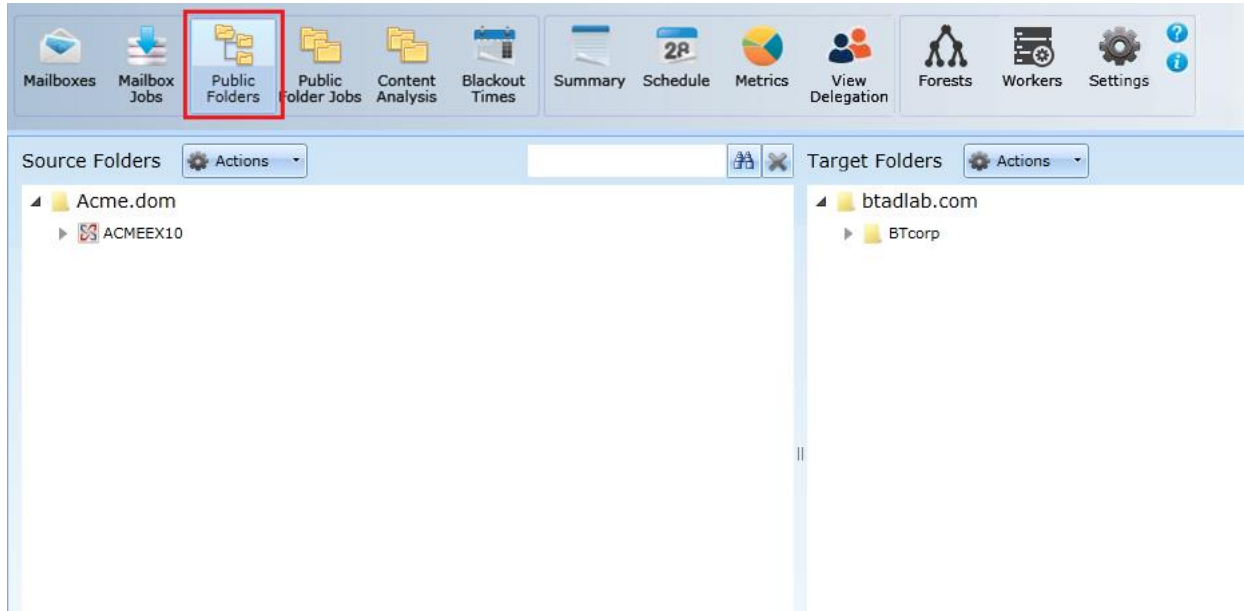 Mailboxes
Mailbox
Jobs
Public
Folders
Public
Folder Jobs
Content
Analysis
Blackout
Times
Summary
28
Schedule
Metrics
View
Delegation
Forests
Workers
Settings
?
i
Source Folders
Actions
Target Folders
Actions
Acme.dom
ACMEEX10
btadlab.com
BTcorp